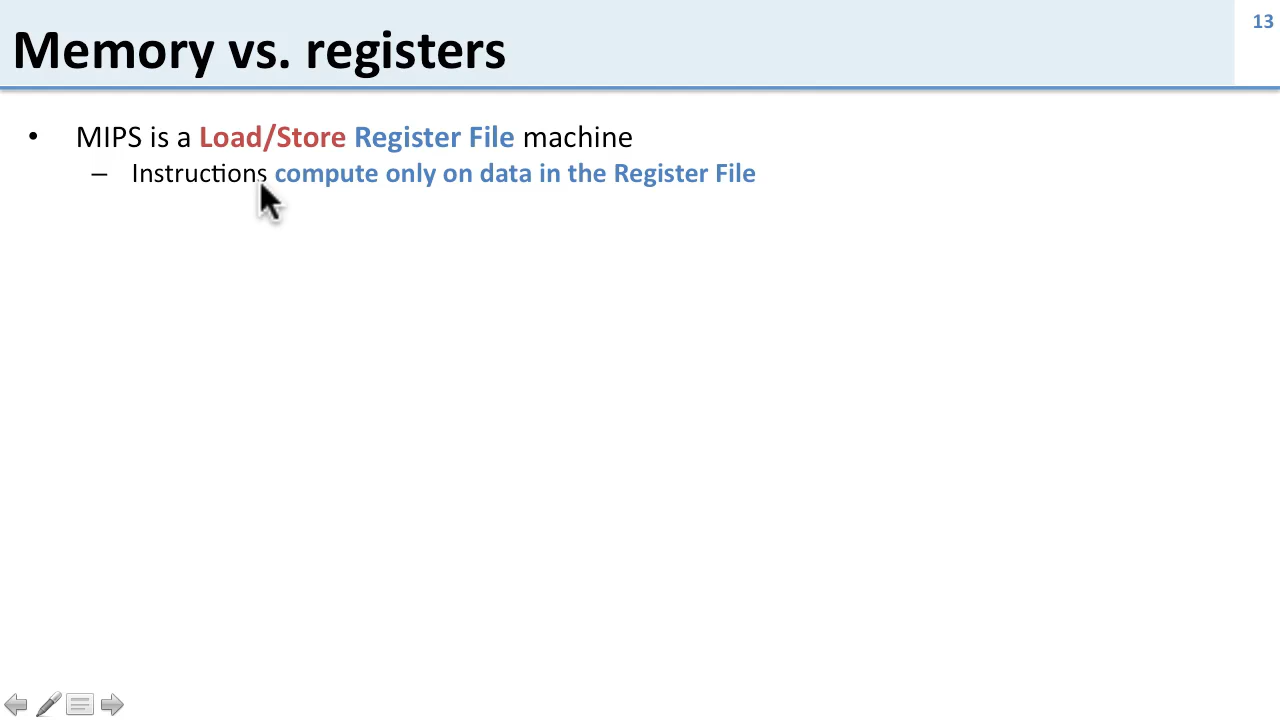 Memory vs. registers
13
• MIPS is a Load/Store Register File machine
– Instructions compute only on data in the Register File